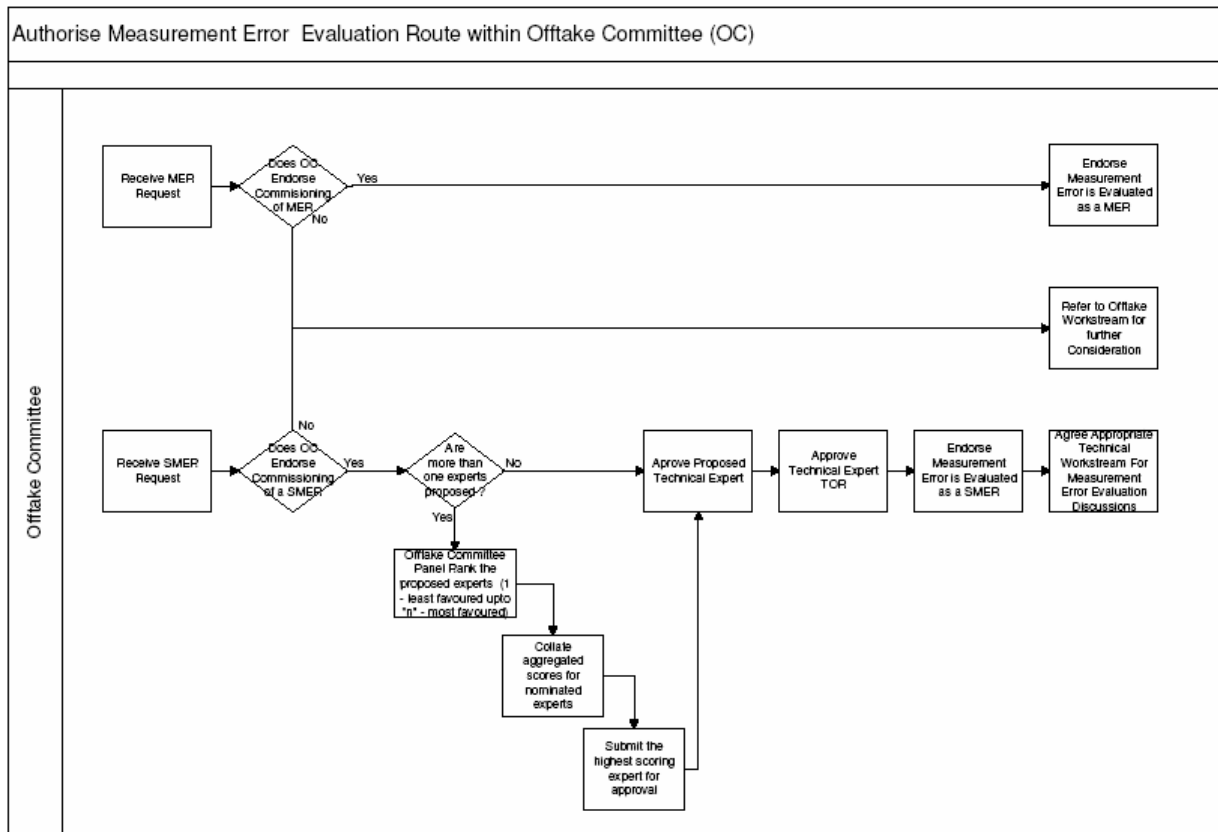 Authorise Measurement Error Evaluation Route within Offtake Committee (OC)
Offtake Committee
Receive MER
Request
Does OC
Endorse
Commisioning
of MER
Yes
No
Endorse
Measurement
Error is Evaluated
as a MER
Refer to Offtake
Workstream for
further
Consideration
Receive SMER
Request
No
Does OC
Endorse
Commissioning
of a SMER
Yes
Are
more than
one experts
proposed ?
No
Yes
Aprove Proposed
Technical Expert
Approve
Technical Expert
TOR
Endorse
Measurement
Error is Evaluated
as a SMER
Agree Appropriate
Technical
Workstream For
Measurement
Error Evaluation
Discussions
Offtake Committee
Panel Rank the
proposed experts (1
- least favoured upto
"n" - most favoured)
Collate
aggregated
scores for
nominated
experts
Submit the
highest scoring
expert for
approval